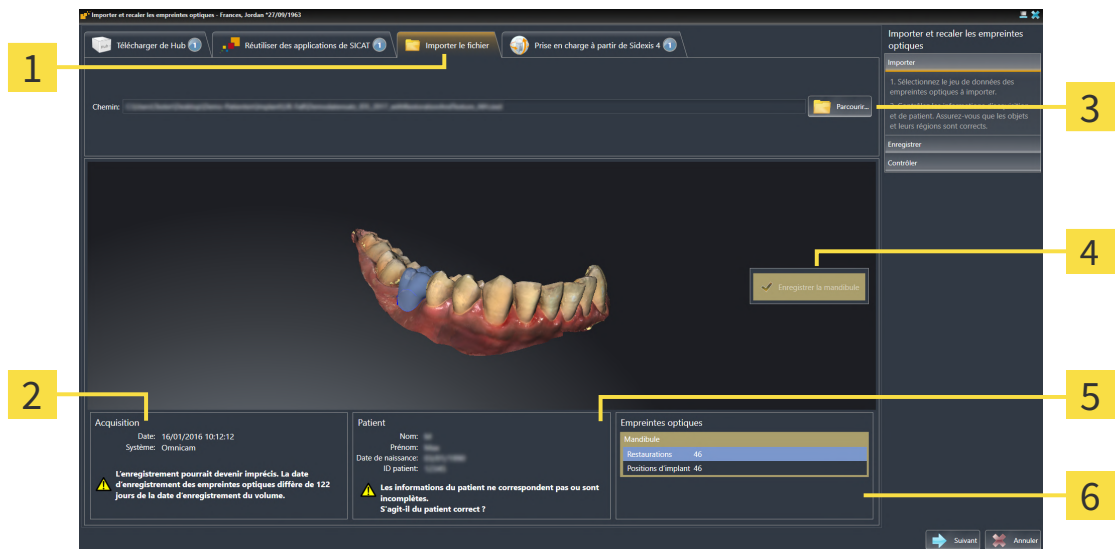 Importer et recaler les empreintes optiques - Frances, Jordan *27/09/1963
Télécharger de Hub 1
Réutiliser des applications de SICAT 1
Importer le fichier
Prise en charge à partir de Sidexis 4 1
Importer et recaler les empreintes
optiques
Importer
1. Sélectionnez le jeu de données des
empreintes optiques à importer.
et de patient. Assurez-vous que les objets
et leurs régions sont corrects.
Enregistrer
Contrôler
1
Chemin:
Parcourir...
3
4
Enregistrer la mandibule
2
5
6
Acquisition
Date: 16/01/2016 10:12:12
Système: Omnicam
L'enregistrement pourrait devenir imprécis. La date
d'enregistrement des empreintes optiques diffère de 122
jours de la date d'enregistrement du volume.
Patient
Nom:
Prénom:
Date de naissance:
ID patient:
Les informations du patient ne correspondent pas ou sont
incomplètes.
S'agit-il du patient correct ?
Empreintes optiques
Mandibule
Restaurations 46
Positions d'implant 46
Suivant
Annuler